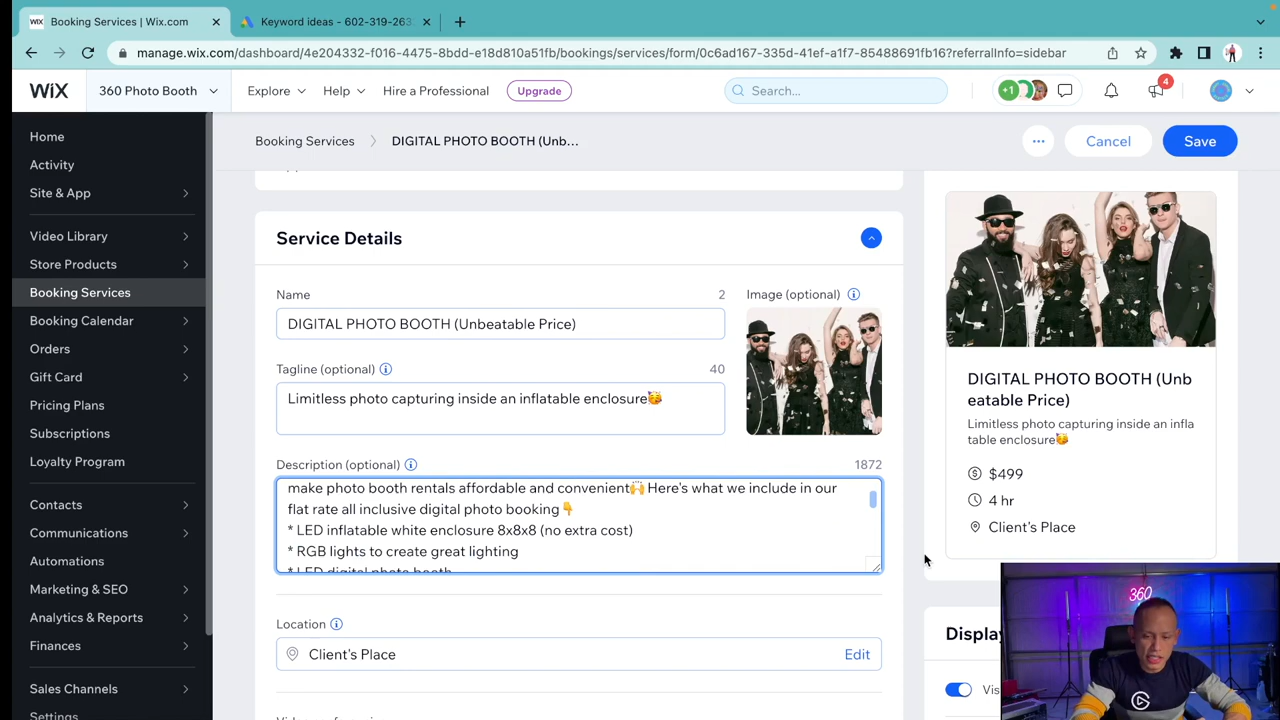 WIX Booking Services | Wix.com
Keyword ideas - 602-319-263
manage.wix.com/dashboard/4e204332-f016-4475-8bdd-e18d810a51fb/bookings/services/form/0c6ad167-335d-41ef-a1f7-85488691fb16?referralInfo=sidebar
WIX
360 Photo Booth
Explore
Help
Hire a Professional
Upgrade
Search...
+1
4
Home
Activity
Site & App
Video Library
Store Products
Booking Services
Booking Calendar
Orders
Gift Card
Pricing Plans
Subscriptions
Loyalty Program
Contacts
Communications
Automations
Marketing & SEO
Analytics & Reports
Finances
Sales Channels
Settings
Booking Services
DIGITAL PHOTO BOOTH (Unb...
Cancel
Save
Service Details
Name
2
DIGITAL PHOTO BOOTH (Unbeatable Price)
Image (optional)
Tagline (optional)
40
Limitless photo capturing inside an inflatable enclosure🥰
Description (optional)
1872
make photo booth rentals affordable and convenient🙌 Here's what we include in our
flat rate all inclusive digital photo booking👇
* LED inflatable white enclosure 8x8x8 (no extra cost)
* RGB lights to create great lighting
* LED digital photo booth
Location
Client's Place
Edit
DIGITAL PHOTO BOOTH (Unb
eatable Price)
Limitless photo capturing inside an infla
table enclosure🥰
$499
4 hr
Client's Place
Display
Vis
360